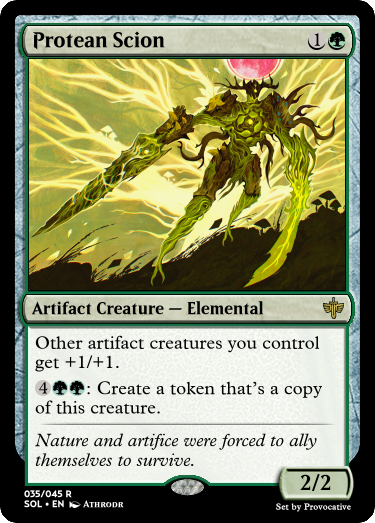 Protean Scion 1
Artifact Creature — Elemental
Other artifact creatures you control
get +1/+1.
4: Create a token that's a copy
of this creature.
Nature and artifice were forced to ally
themselves to survive.
2/2
035/045 R
SOL • EN Athrodr
Set by Provocative